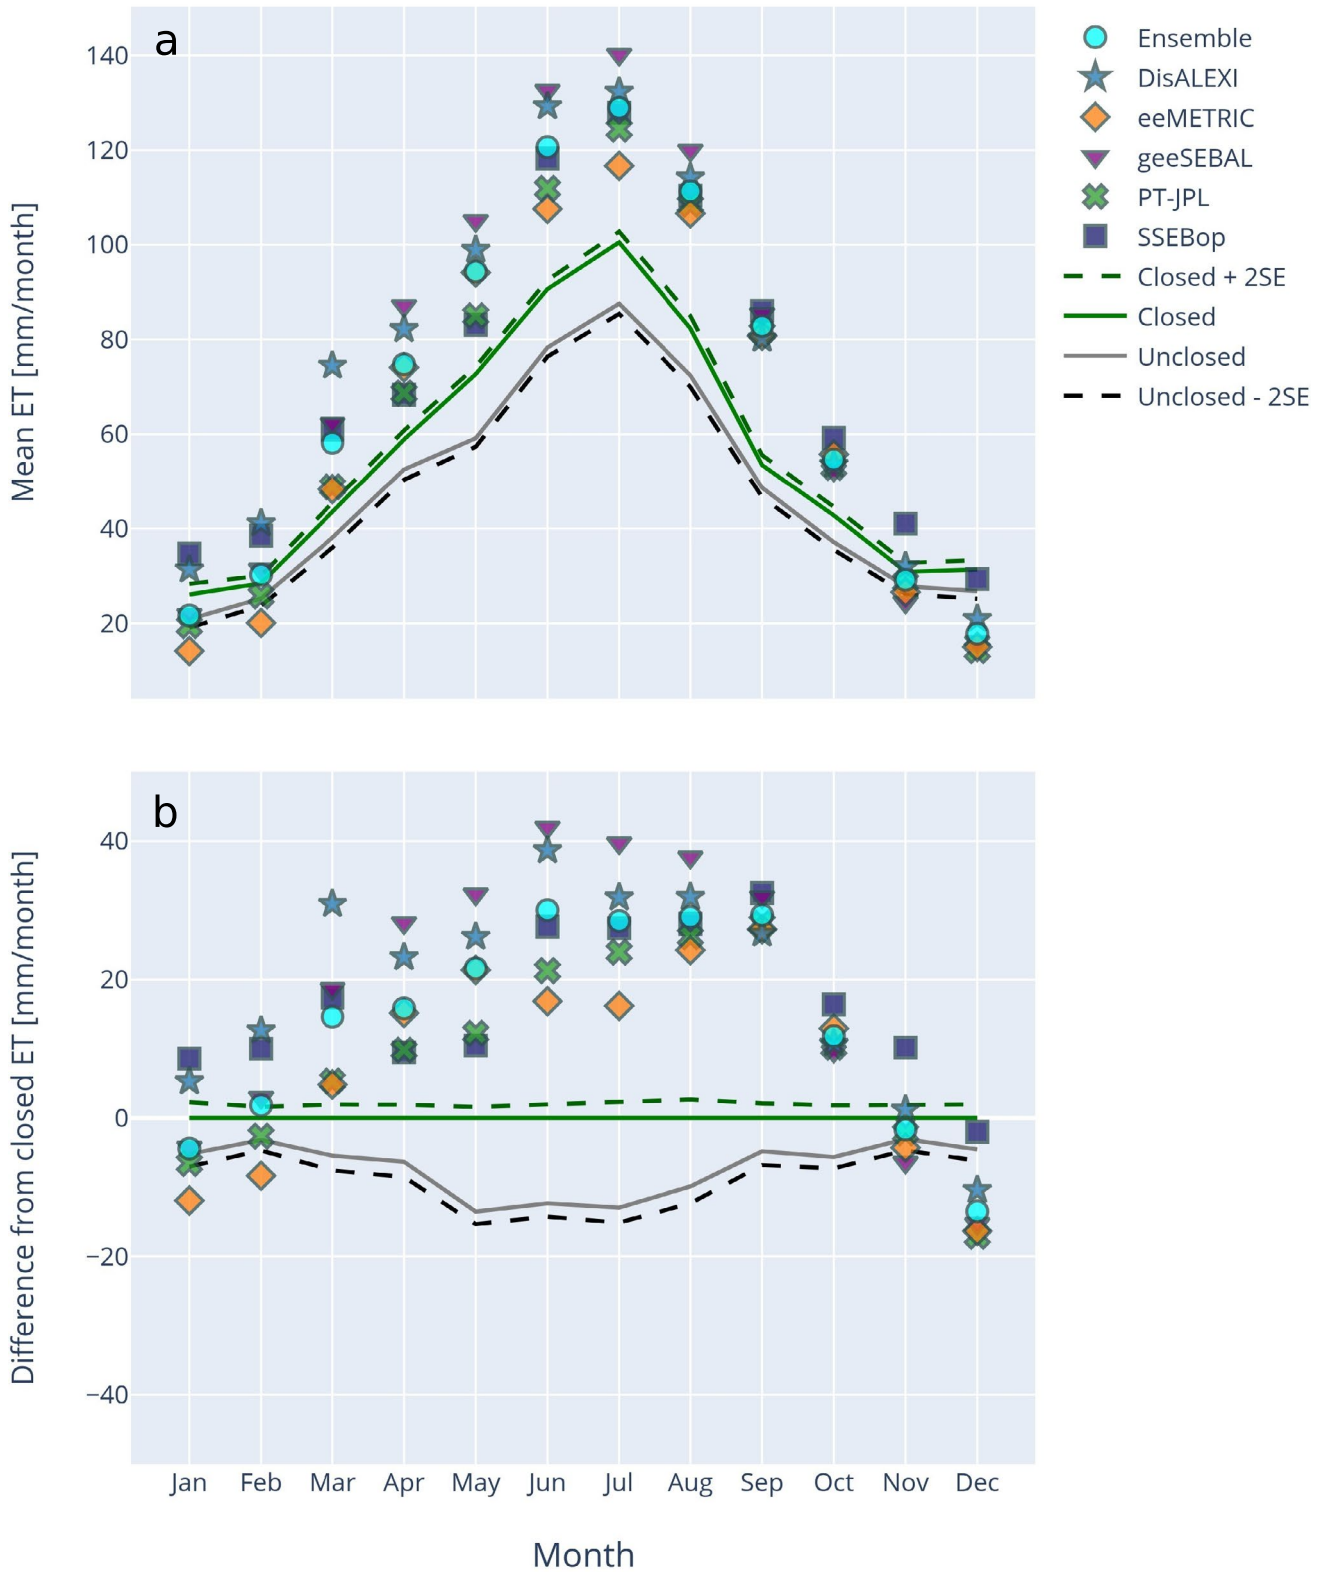 a
Mean ET [mm/month]
140
120
100
80
60
40
20
Ensemble
DisALEXI
eeMETRIC
geeSEBAL
PT-JPL
SSEBop
Closed + 2SE
Closed
Unclosed
Unclosed - 2SE
b
Difference from closed ET [mm/month]
40
20
0
−20
−40
Jan Feb Mar Apr May Jun Jul Aug Sep Oct Nov Dec
Month